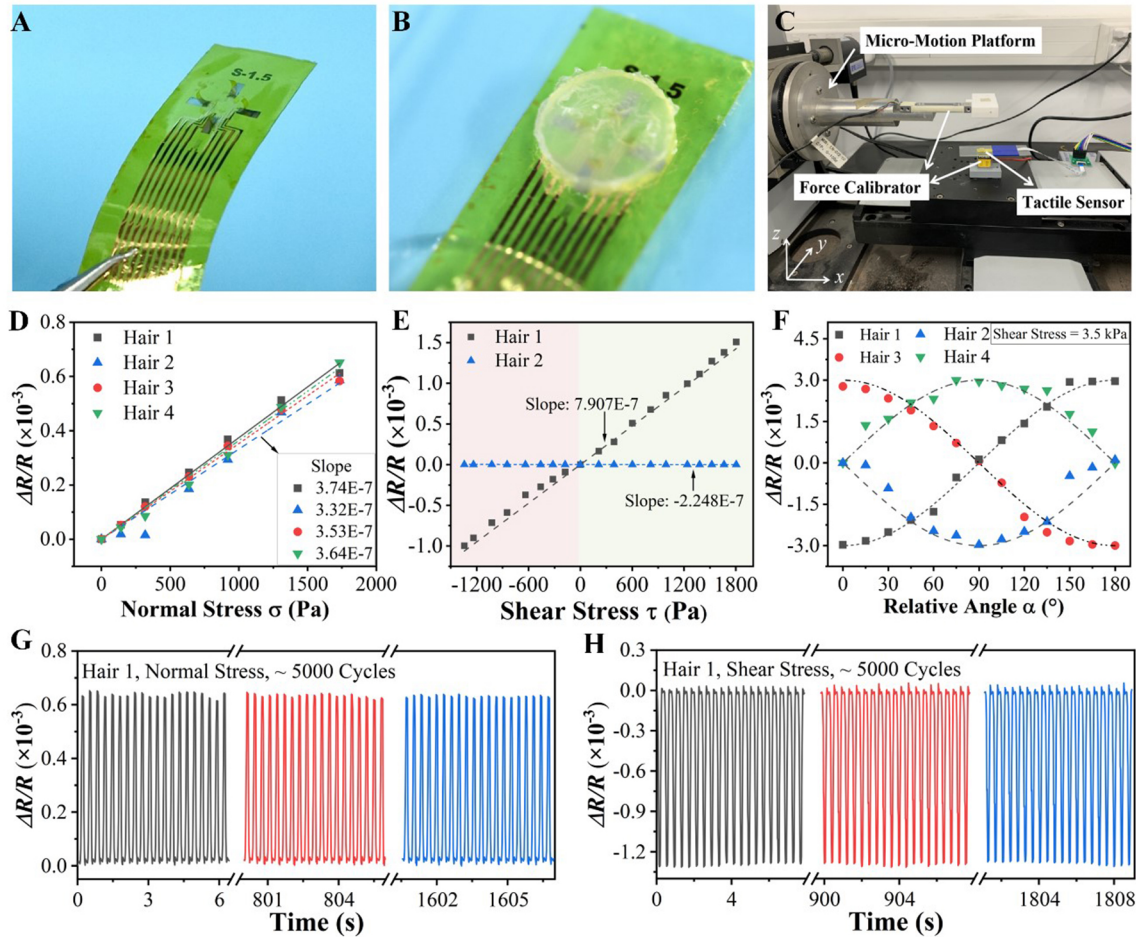 A
S-1.5
B
S-1.5
C
Micro-Motion Platform
Force Calibrator
Tactile Sensor
z
y
x
D
0.8
0.6
0.4
0.2
0.0
ΔR/R (×10⁻³)
Hair 1
Hair 2
Hair 3
Hair 4
Slope
3.74E-7
3.32E-7
3.53E-7
3.64E-7
0 500 1000 1500 2000
Normal Stress σ (Pa)
E
1.5
1.0
0.5
0.0
-0.5
-1.0
ΔR/R (×10⁻³)
Hair 1
Hair 2
Slope: 7.907E-7
Slope: -2.248E-7
-1200 -600 0 600 1200 1800
Shear Stress τ (Pa)
F
4.5
3.0
1.5
0.0
-1.5
-3.0
ΔR/R (×10⁻³)
Hair 1 Hair 2 Shear Stress = 3.5 kPa
Hair 3 Hair 4
0 30 60 90 120 150 180
Relative Angle α (°)
G
0.8
0.6
0.4
0.2
0.0
ΔR/R (×10⁻³)
Hair 1, Normal Stress, ~ 5000 Cycles
0 3 6 801 804 1602 1605
Time (s)
H
0.3
0.0
-0.3
-0.6
-0.9
-1.2
ΔR/R (×10⁻³)
Hair 1, Shear Stress, ~ 5000 Cycles
0 4 900 904 1804 1808
Time (s)